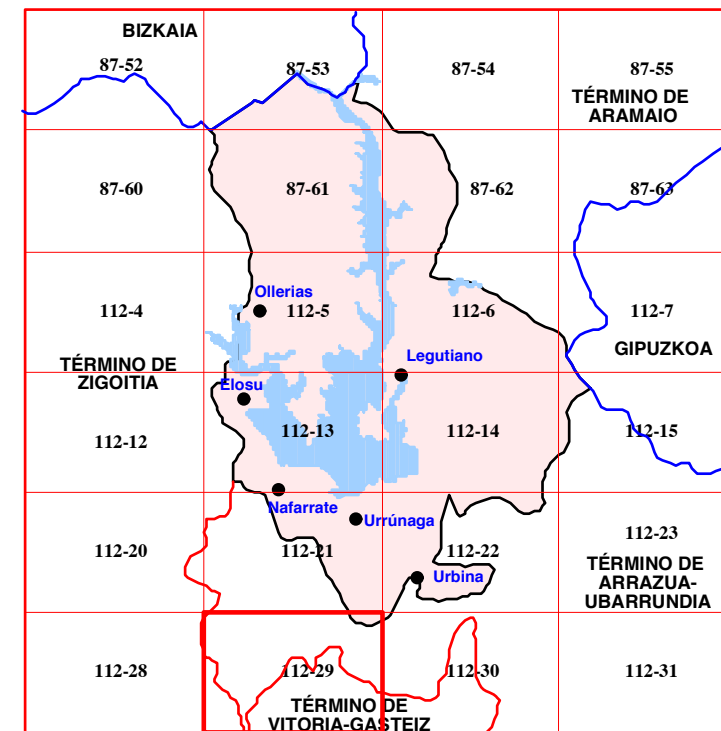 BIZKAIA
87-52
87-53
87-54
87-55
TÉRMINO DE
ARAMAIO
87-60
87-61
87-62
87-63
Ollerias
112-4
112-5
112-6
112-7
GIPUZKOA
TÉRMINO DE
ZIGOITIA
Legutiano
Elosu
112-12
112-13
112-14
112-15
Nafarrate
Urrúnaga
112-20
112-21
112-22
112-23
TÉRMINO DE
ARRAZUA-
UBARRUNDIA
Urbina
112-28
112-29
112-30
112-31
TÉRMINO DE
VITORIA-GASTEIZ